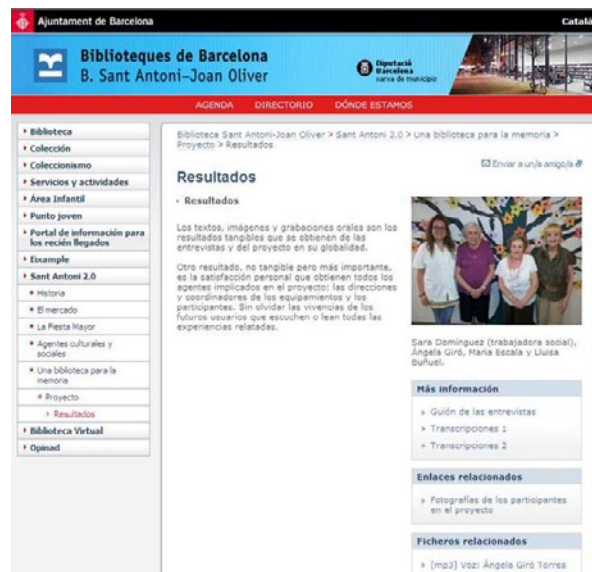 Ajuntament de Barcelona
Català
Biblioteques de Barcelona
B. Sant Antoni-Joan Oliver
Diputació
Barcelona
xarxa de municipis
AGENDA DIRECTORIO DÓNDE ESTAMOS
Biblioteca
Colección
Coleccionismo
Servicios y actividades
Área Infantil
Punto joven
Portal de información para
los recién llegados
Eixample
Sant Antoni 2.0
Historia
El mercado
La Fiesta Mayor
Agentes culturales y
sociales
Una biblioteca para la
memoria
Proyecto
Resultados
Biblioteca Virtual
Opinad
Biblioteca Sant Antoni-Joan Oliver > Sant Antoni 2.0 > Una biblioteca para la memoria >
Proyecto > Resultados
Enviar a un/a amigo/a
Resultados
· Resultados
Los textos, imágenes y grabaciones orales son los
resultados tangibles que se obtienen de las
entrevistas y del proyecto en su globalidad.
Otro resultado, no tangible pero más importante,
es la satisfacción personal que obtienen todos los
agentes implicados en el proyecto: las direcciones
y coordinadores de los equipamientos y los
participantes. Sin olvidar las vivencias de los
futuros usuarios que escuchen o lean todas las
experiencias relatadas.
Sara Dominguez (trabajadora social),
Ángela Giró, Maria Escala y Lluisa
Buñuel.
Más información
» Guión de las entrevistas
» Transcripciones 1
» Transcripciones 2
Enlaces relacionados
» Fotografías de los participantes
en el proyecto
Ficheros relacionados
» [mp3] Voz: Ángela Giró Torres